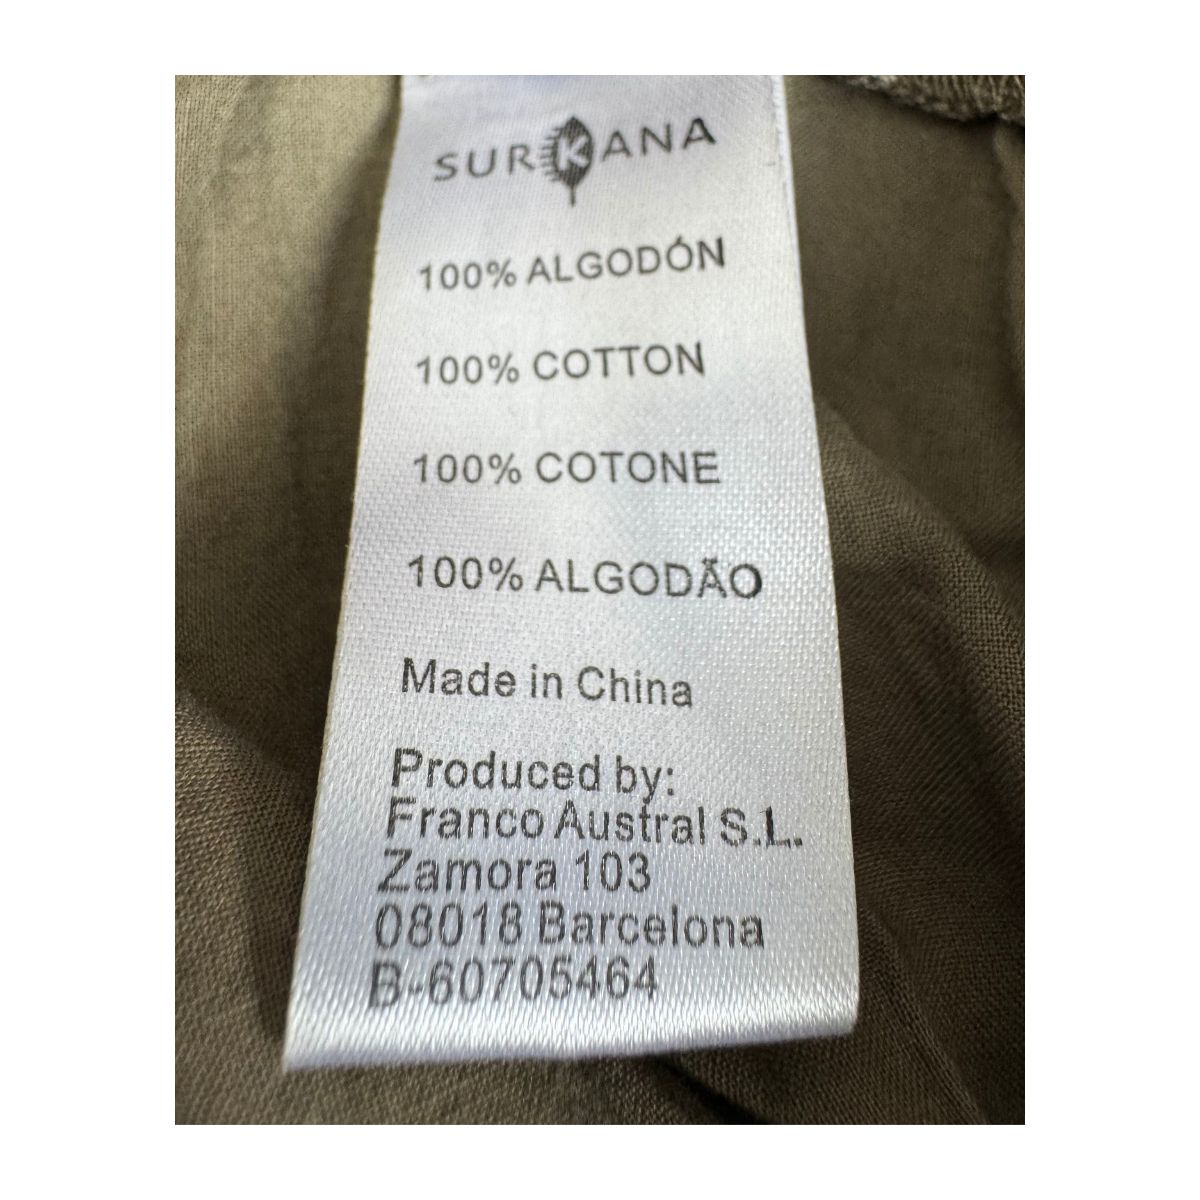 SURKANA
100% ALGODÓN
100% COTTON
100% COTONE
100% ALGODÃO
Made in China
Produced by:
Franco Austral S.L.
Zamora 103
08018 Barcelona
B-60705464